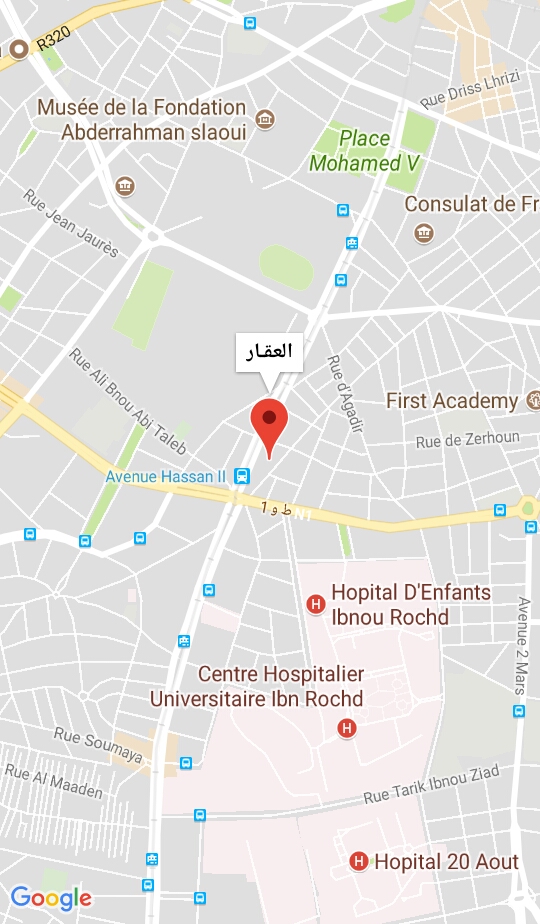 R320
Rue Driss Lhrizi
Musée de la Fondation
Abderrahman slaoui
Place
Mohamed V
Consulat de Fr
Rue Jean Jaurès
العقار
Rue d'Agadir
Rue Ali Bnou Abi Taleb
First Academy
Rue de Zerhoun
Avenue Hassan II
ط و 1
N1
Hopital D'Enfants
Ibnou Rochd
Avenue 2 Mars
Centre Hospitalier
Universitaire Ibn Rochd
Rue Soumaya
Rue Al Maaden
Rue Tarik Ibnou Ziad
Hopital 20 Aout
Google